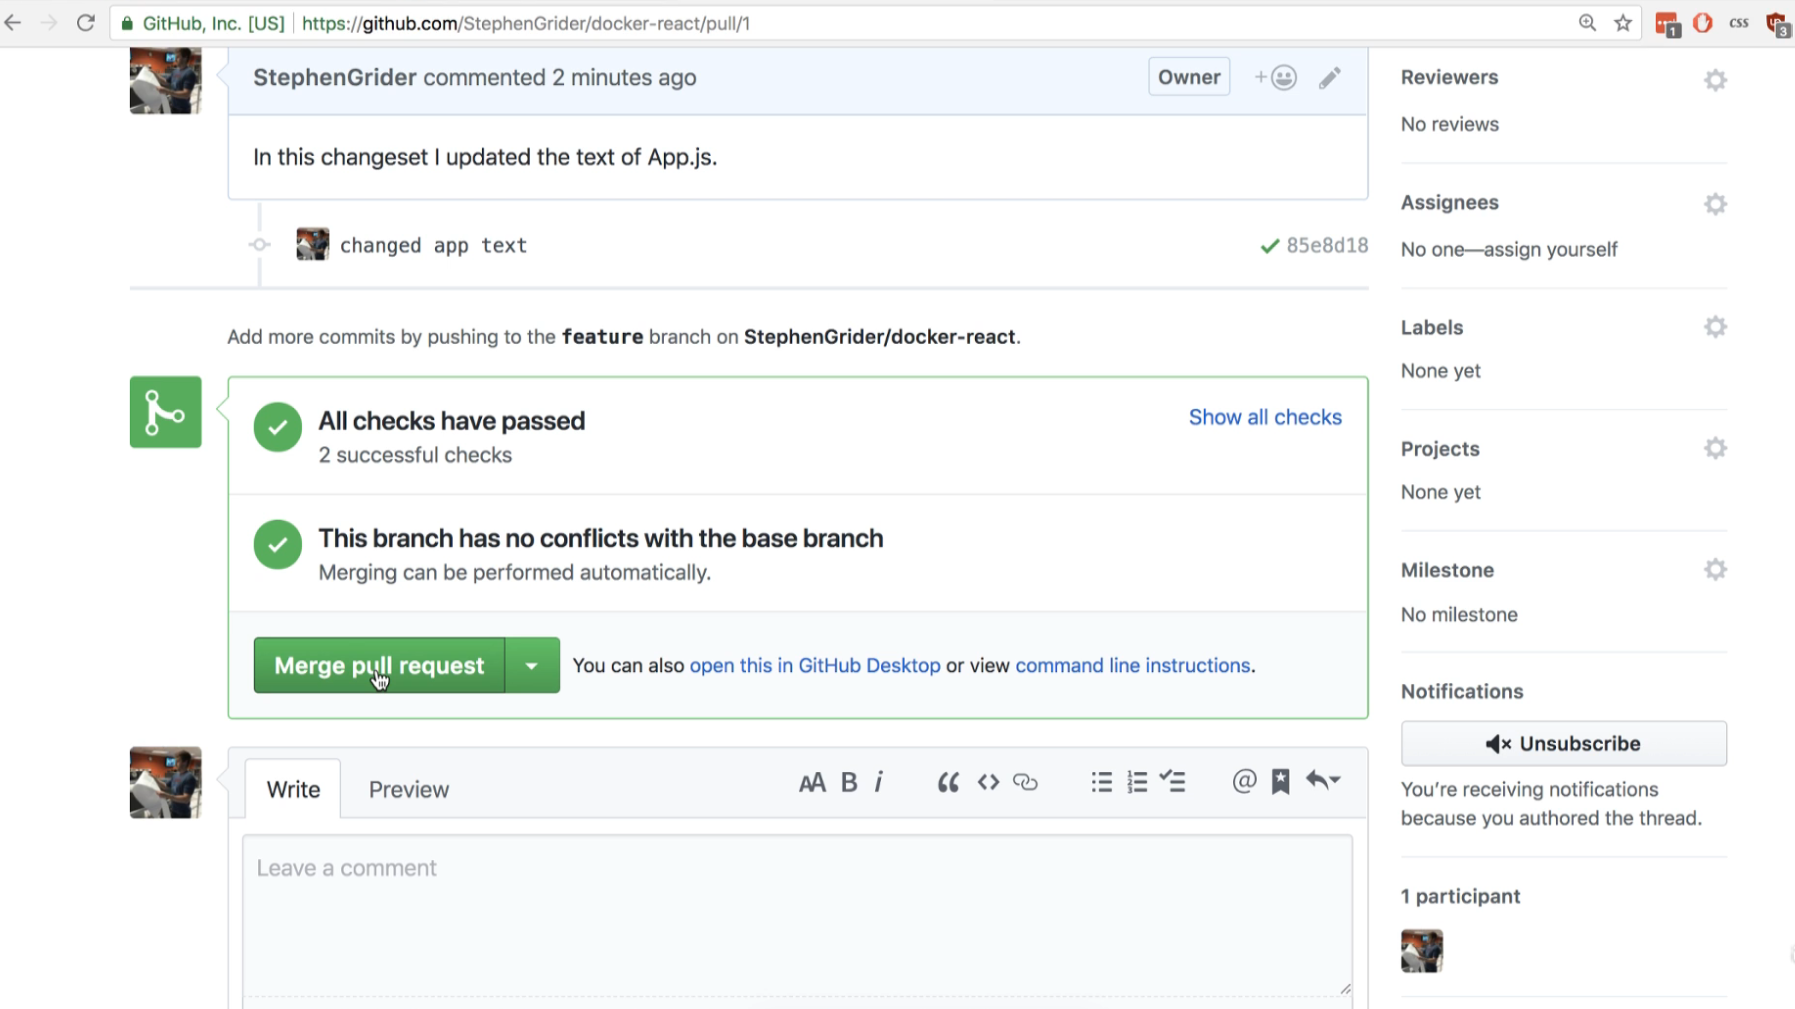 GitHub, Inc. [US] https://github.com/StephenGrider/docker-react/pull/1
1
css
3
StephenGrider commented 2 minutes ago
Owner
In this changeset I updated the text of App.js.
changed app text
85e8d18
Add more commits by pushing to the feature branch on StephenGrider/docker-react.
All checks have passed
2 successful checks
Show all checks
This branch has no conflicts with the base branch
Merging can be performed automatically.
Merge pull request
You can also open this in GitHub Desktop or view command line instructions.
Write
Preview
AA B i
Leave a comment
Reviewers
No reviews
Assignees
No one—assign yourself
Labels
None yet
Projects
None yet
Milestone
No milestone
Notifications
Unsubscribe
You're receiving notifications
because you authored the thread.
1 participant